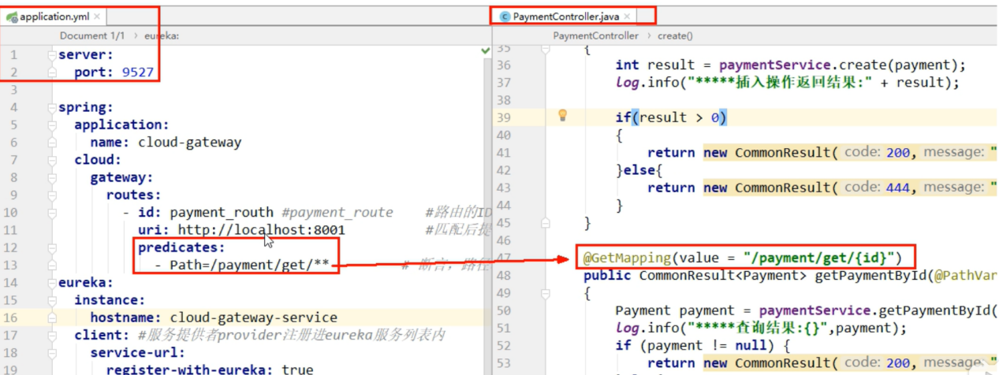 application.yml
Document 1/1 › eureka:
1 server:
2 port: 9527
3
4 spring:
5 application:
6 name: cloud-gateway
7 cloud:
8 gateway:
9 routes:
10 - id: payment_routh #payment_route #路由的ID
11 uri: http://localhost:8001 #匹配后提
12 predicates:
13 - Path=/payment/get/** # 断言，路径
14 eureka:
15 instance:
16 hostname: cloud-gateway-service
17 client: #服务提供者provider注册进eureka服务列表内
18 service-url:
19 register-with-eureka: true
PaymentController.java
PaymentController › create()
35 {
36 int result = paymentService.create(payment);
37 log.info("*****插入操作返回结果:" + result);
38
39 if(result > 0)
40 {
41 return new CommonResult( code: 200, message: "
42 }else{
43 return new CommonResult( code: 444, message: "
44 }
45 }
46
47 @GetMapping(value = "/payment/get/{id}")
48 public CommonResult<Payment> getPaymentById(@PathVar
49 {
50 Payment payment = paymentService.getPaymentById(
51 log.info("*****查询结果:{}",payment);
52 if (payment != null) {
53 return new CommonResult( code: 200, message: "